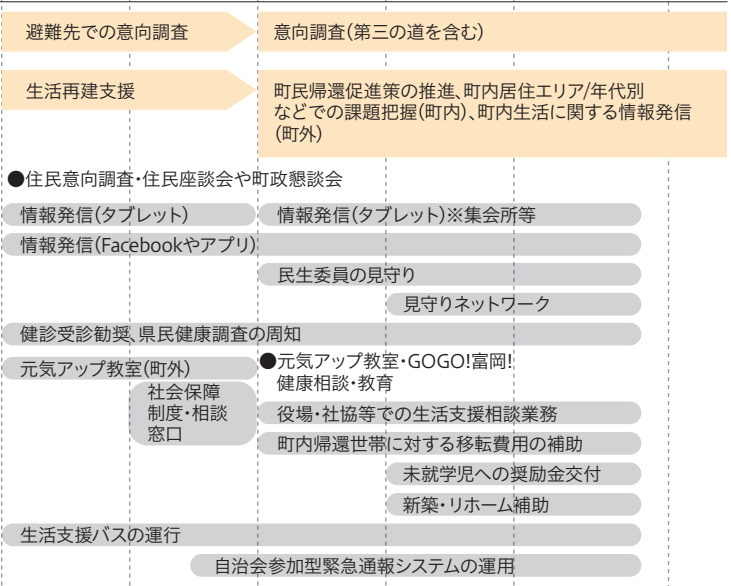 避難先での意向調査
意向調査(第三の道を含む)
生活再建支援
町民帰還促進策の推進、町内居住エリア/年代別
などでの課題把握(町内)、町内生活に関する情報発信
(町外)
●住民意向調査・住民座談会や町政懇談会
情報発信(タブレット)
情報発信(タブレット)※集会所等
情報発信(Facebookやアプリ)
民生委員の見守り
見守りネットワーク
健診受診勧奨、県民健康調査の周知
元気アップ教室(町外)
●元気アップ教室・GOGO!富岡!
健康相談・教育
社会保障
制度・相談
窓口
役場・社協等での生活支援相談業務
町内帰還世帯に対する移転費用の補助
未就学児への奨励金交付
新築・リホーム補助
生活支援バスの運行
自治会参加型緊急通報システムの運用